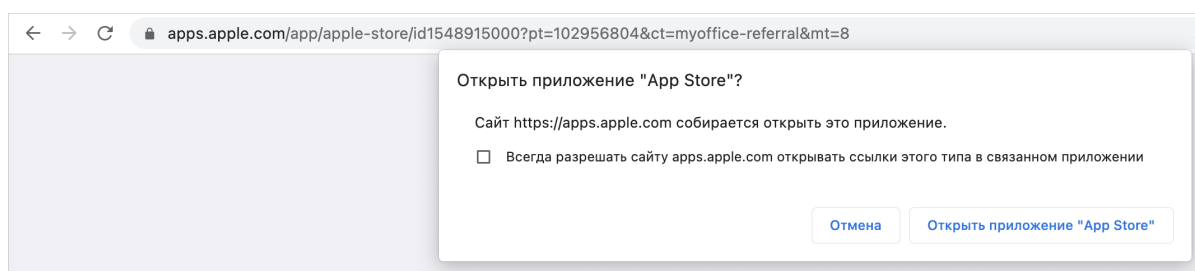 apps.apple.com/app/apple-store/id1548915000?pt=102956804&ct=myoffice-referral&mt=8
Открыть приложение "App Store"?
Сайт https://apps.apple.com собирается открыть это приложение.
Всегда разрешать сайту apps.apple.com открывать ссылки этого типа в связанном приложении
Отмена
Открыть приложение "App Store"